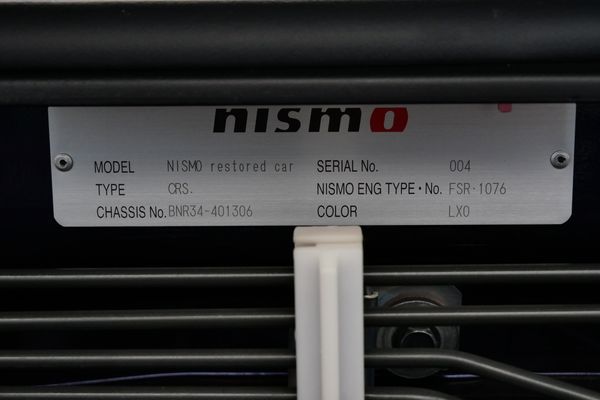 nismo
MODEL NISMO restored car SERIAL No. 004
TYPE CRS. NISMO ENG TYPE・No. FSR-1076
CHASSIS No. BNR34-401306 COLOR LX0